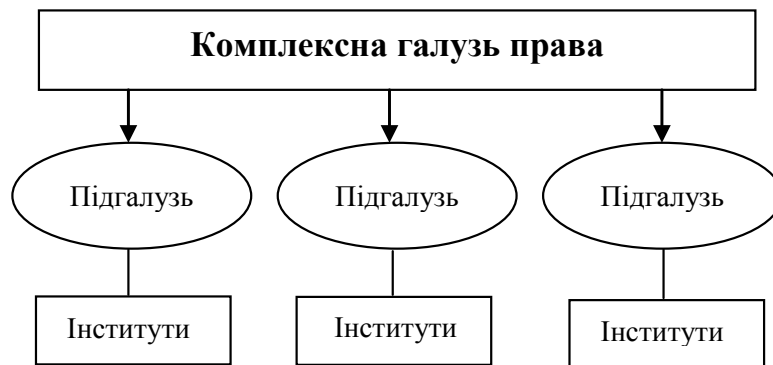 Комплексна галузь права
Підгалузь Підгалузь Підгалузь
Інститути Інститути Інститути